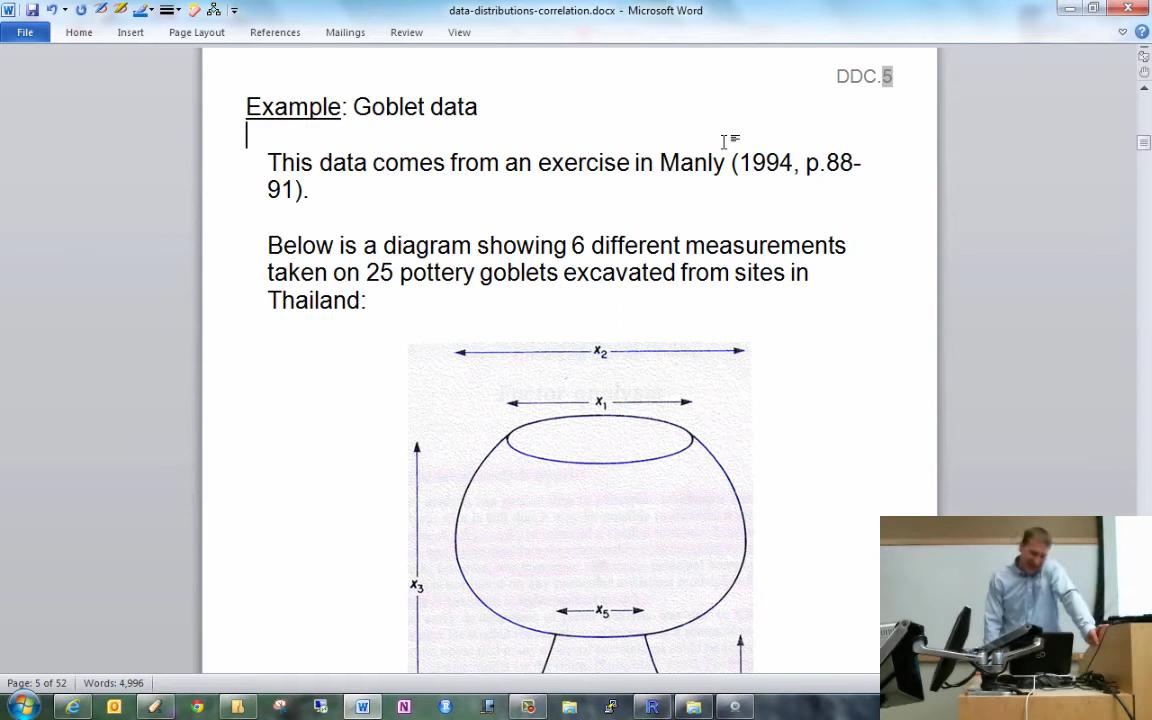 data-distributions-correlation.docx - Microsoft Word
File Home Insert Page Layout References Mailings Review View
DDC.5
Example: Goblet data
This data comes from an exercise in Manly (1994, p.88-
91).
Below is a diagram showing 6 different measurements
taken on 25 pottery goblets excavated from sites in
Thailand:
x2
x1
x3
x5
Page: 5 of 52 Words: 4,996